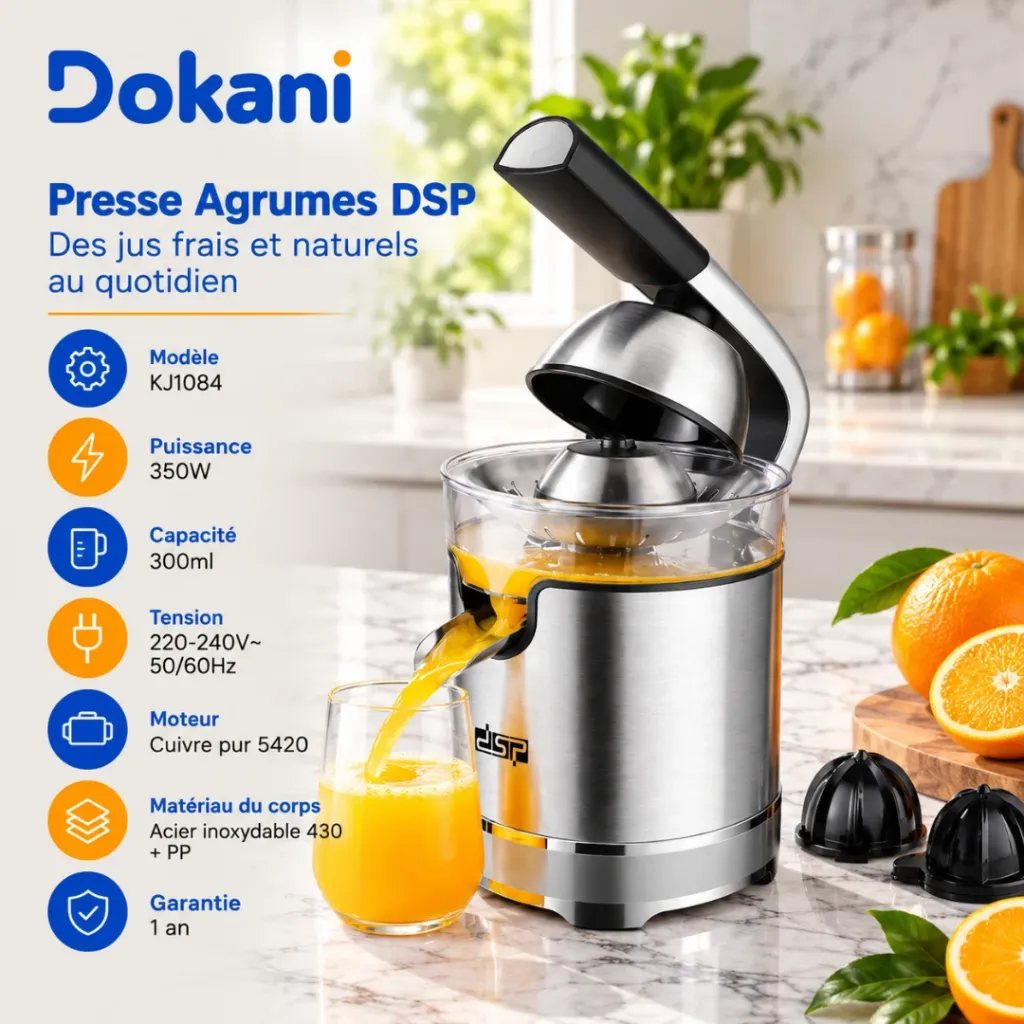 Dokani
Presse Agrumes DSP
Des jus frais et naturels
au quotidien
Modèle
KJ1084
Puissance
350W
Capacité
300ml
Tension
220-240V~
50/60Hz
Moteur
Cuivre pur 5420
Matériau du corps
Acier inoxydable 430
+ PP
Garantie
1 an
dsp